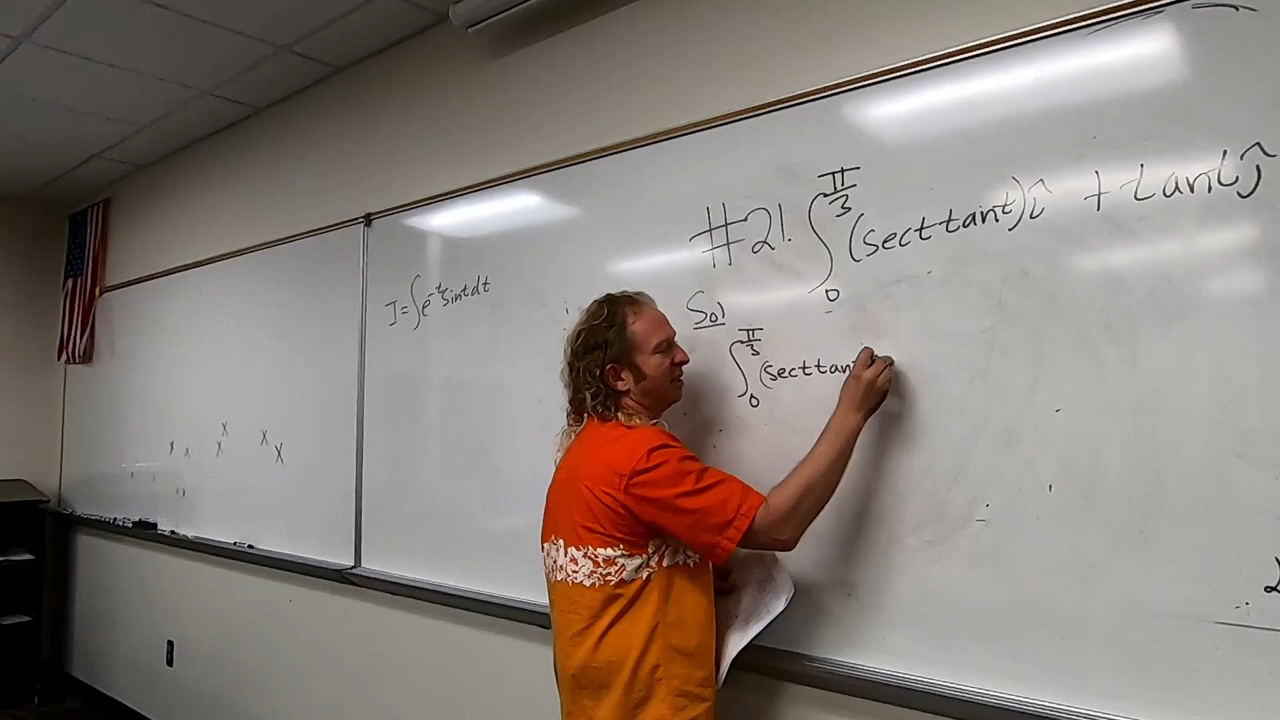 I = ∫ e^-t sint dt
#21. ∫_0^π/3 (sect tant) î + tant ĵ
Sol
∫_0^π/3 (sect tan